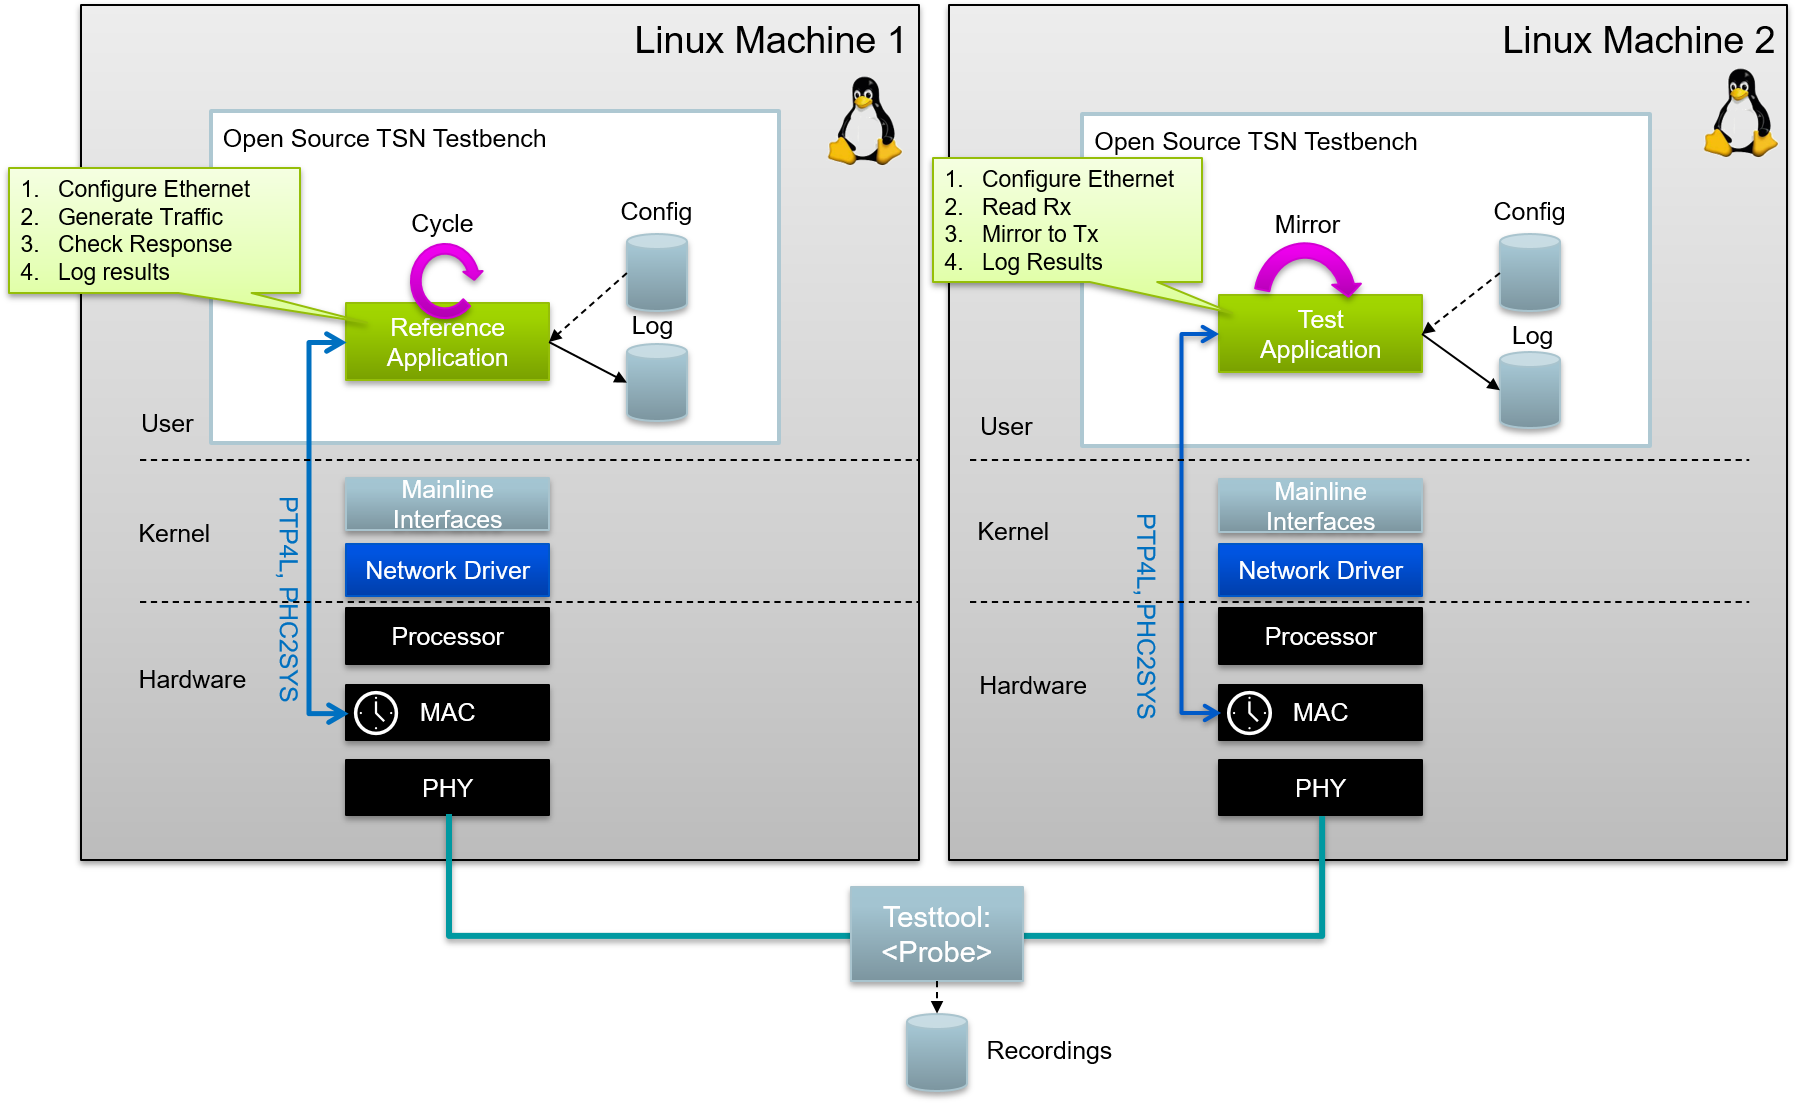 Linux Machine 1
Open Source TSN Testbench
1. Configure Ethernet
2. Generate Traffic
3. Check Response
4. Log results
Cycle
Config
Reference
Application
Log
User
Mainline
Interfaces
Kernel
Network Driver
PTP4L, PHC2SYS
Processor
Hardware
MAC
PHY
Linux Machine 2
Open Source TSN Testbench
1. Configure Ethernet
2. Read Rx
3. Mirror to Tx
4. Log Results
Mirror
Config
Test
Application
Log
User
Mainline
Interfaces
Kernel
Network Driver
PTP4L, PHC2SYS
Processor
Hardware
MAC
PHY
Testtool:
<Probe>
Recordings